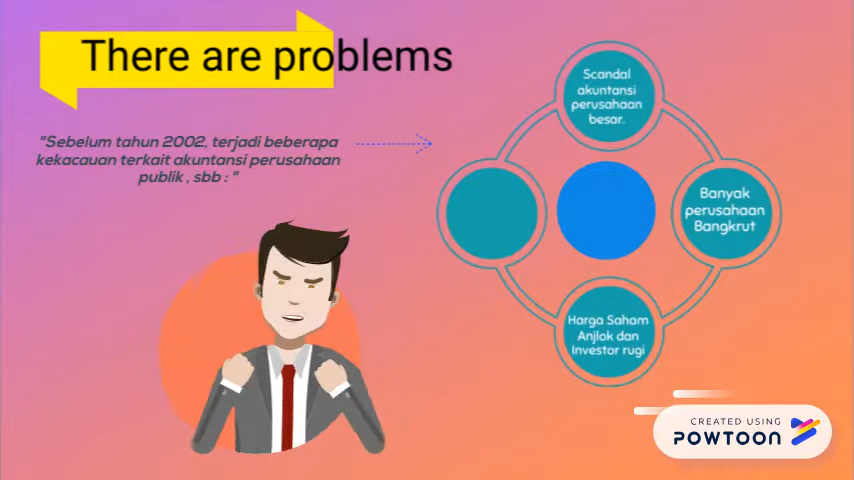 There are problems
"Sebelum tahun 2002, terjadi beberapa
kekacauan terkait akuntansi perusahaan
publik , sbb : "
Scandal
akuntansi
perusahaan
besar.
Banyak
perusahaan
Bangkrut
Harga Saham
Anjlok dan
Investor rugi
CREATED USING
POWTOON